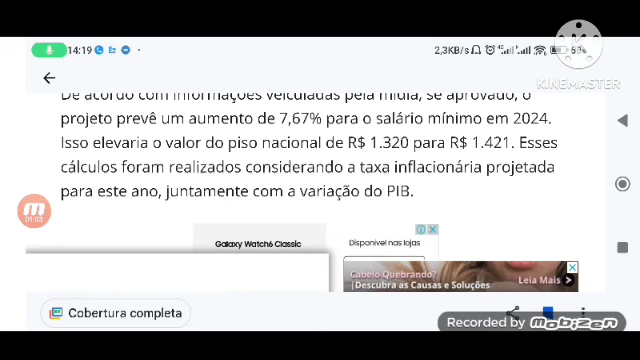 14:19
2,3KB/s
68%
KINEMASTER
De acordo com informações veiculadas pela mídia, se aprovado, o
projeto prevê um aumento de 7,67% para o salário mínimo em 2024.
Isso elevaria o valor do piso nacional de R$ 1.320 para R$ 1.421. Esses
cálculos foram realizados considerando a taxa inflacionária projetada
para este ano, juntamente com a variação do PIB.
01:03
Galaxy Watch6 Classic
Disponível nas lojas
Cabelo Quebrando?
Descubra as Causas e Soluções
Leia Mais
Cobertura completa
Recorded by mobizen